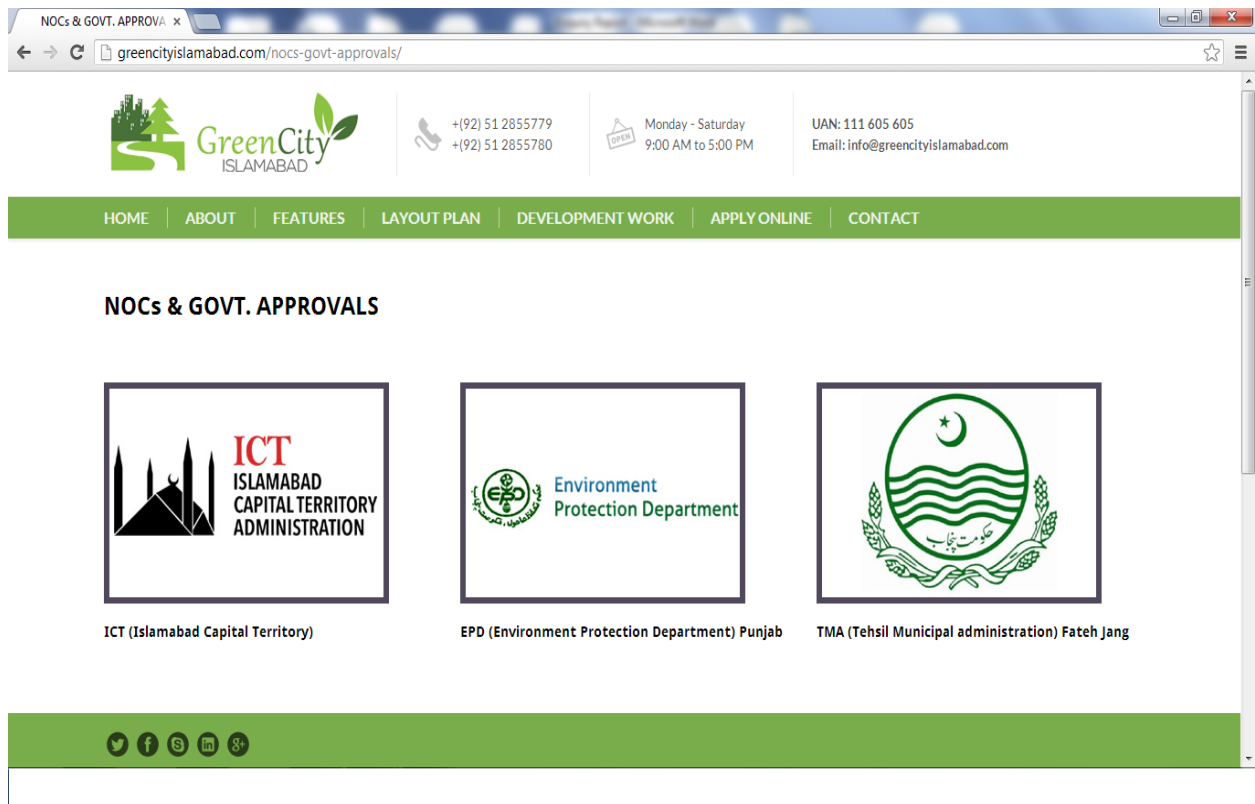 NOCs & GOVT. APPROVA
greencityislamabad.com/nocs-govt-approvals/
GreenCity
ISLAMABAD
+(92) 51 2855779
+(92) 51 2855780
OPEN
Monday - Saturday
9:00 AM to 5:00 PM
UAN: 111 605 605
Email: info@greencityislamabad.com
HOME
ABOUT
FEATURES
LAYOUT PLAN
DEVELOPMENT WORK
APPLY ONLINE
CONTACT
NOCs & GOVT. APPROVALS
ICT
ISLAMABAD
CAPITAL TERRITORY
ADMINISTRATION
EPD
Environment
Protection Department
حکومت پنجاب
ICT (Islamabad Capital Territory)
EPD (Environment Protection Department) Punjab
TMA (Tehsil Municipal administration) Fateh Jang